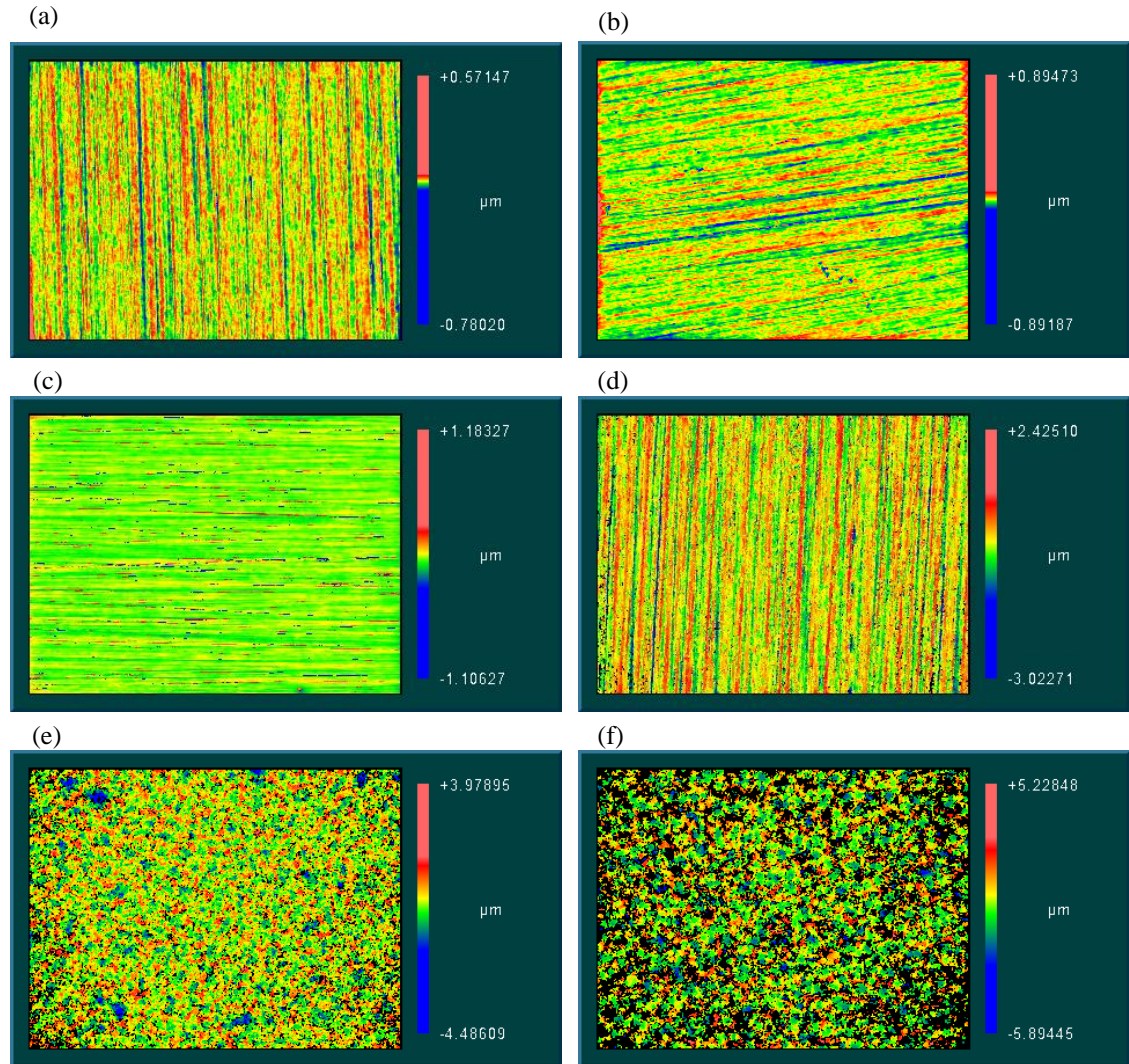 (a)
+0.57147
µm
-0.78020
(b)
+0.89473
µm
-0.89187
(c)
+1.18327
µm
-1.10627
(d)
+2.42510
µm
-3.02271
(e)
+3.97895
µm
-4.48609
(f)
+5.22848
µm
-5.89445